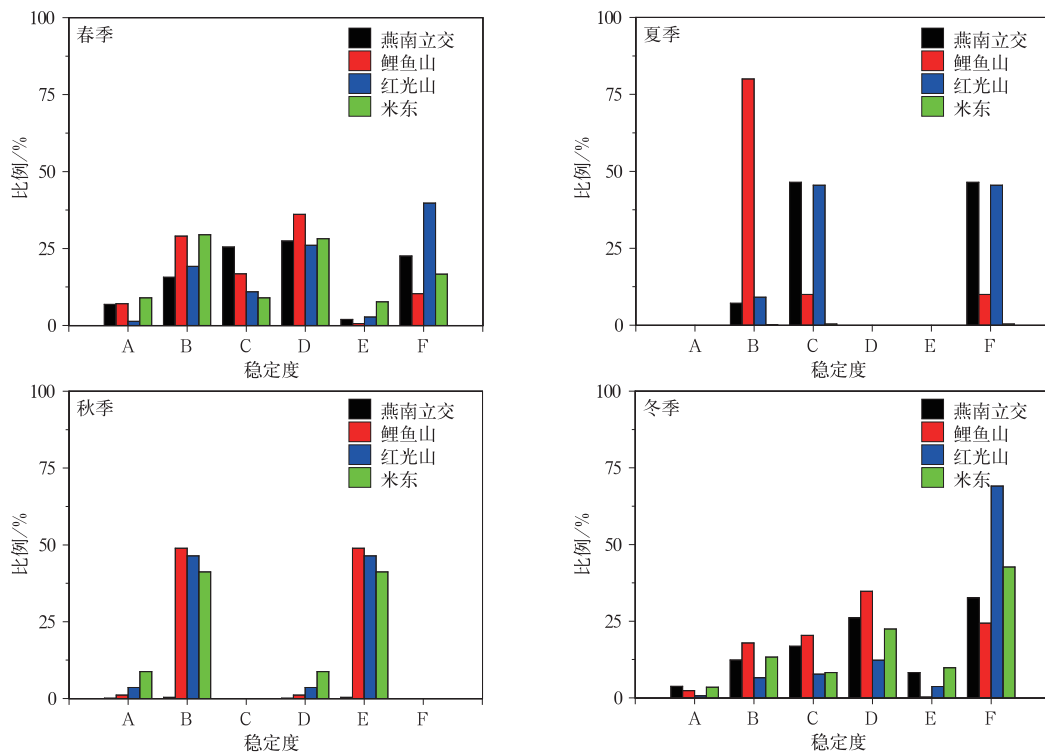 春季
燕南立交
鲤鱼山
红光山
米东
100
75
50
25
0
比例/%
A B C D E F
稳定度
夏季
燕南立交
鲤鱼山
红光山
米东
100
75
50
25
0
比例/%
A B C D E F
稳定度
秋季
燕南立交
鲤鱼山
红光山
米东
100
75
50
25
0
比例/%
A B C D E F
稳定度
冬季
燕南立交
鲤鱼山
红光山
米东
100
75
50
25
0
比例/%
A B C D E F
稳定度